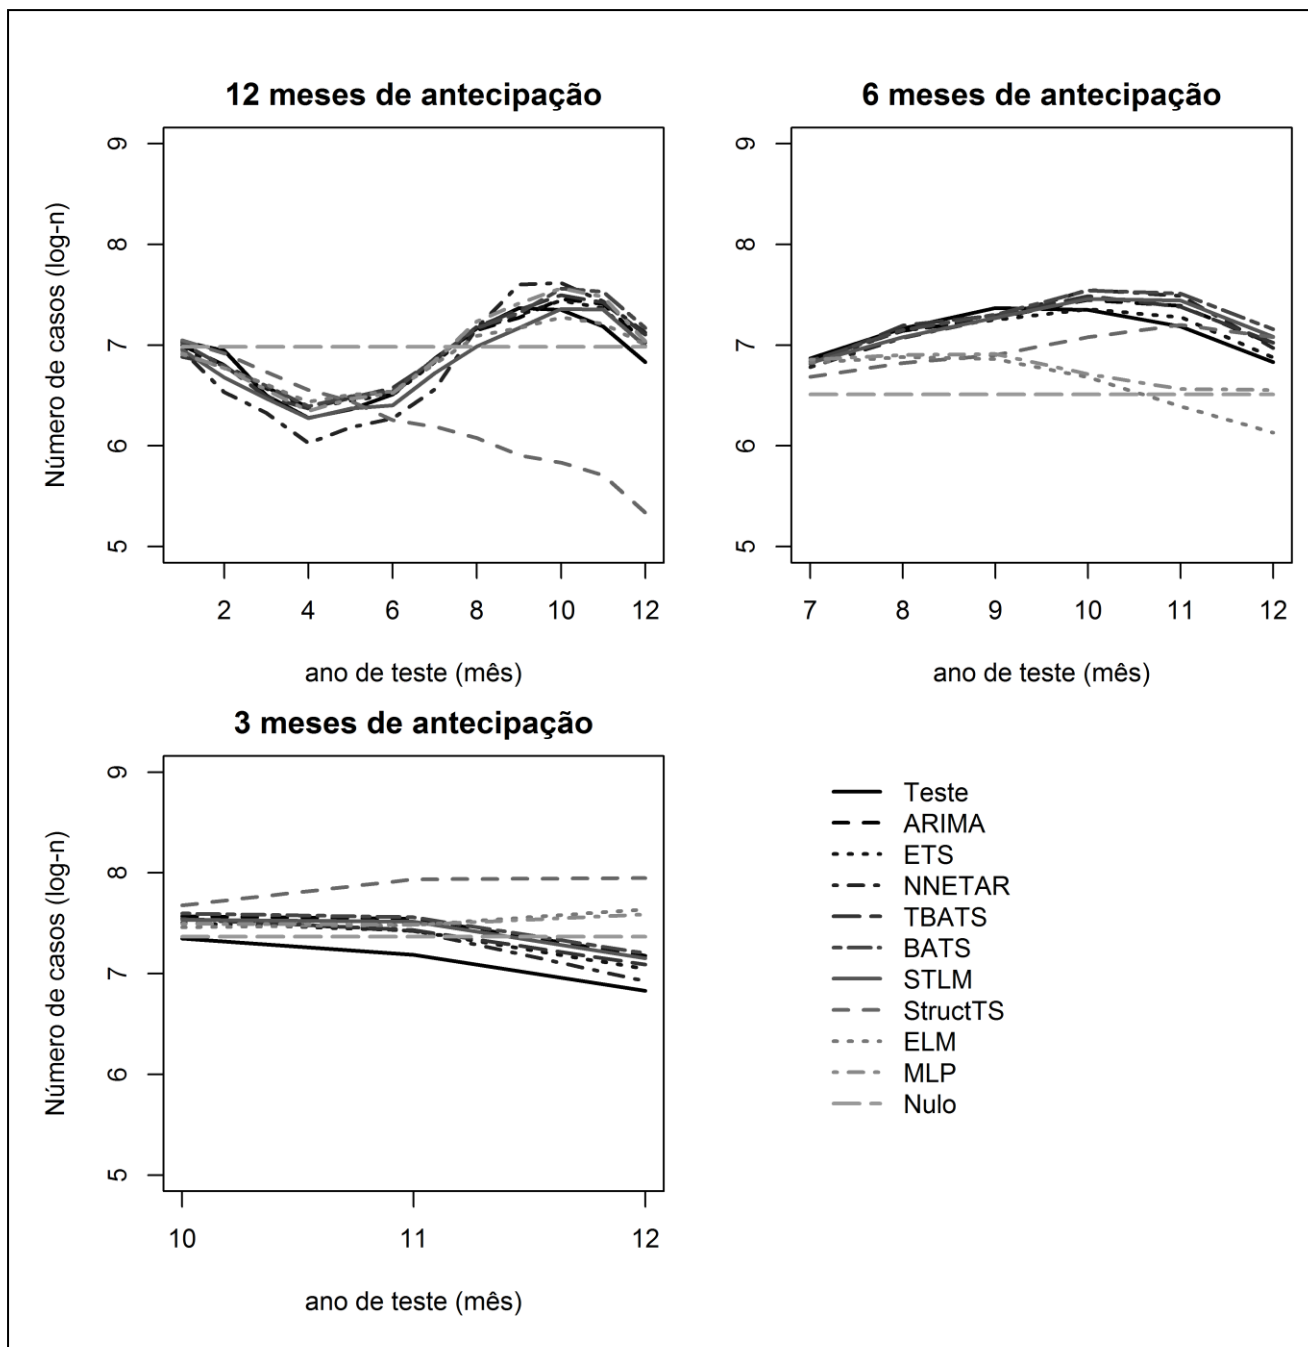 12 meses de antecipação
Número de casos (log-n)
9
8
7
6
5
2 4 6 8 10 12
ano de teste (mês)
6 meses de antecipação
9
8
7
6
5
7 8 9 10 11 12
ano de teste (mês)
3 meses de antecipação
Número de casos (log-n)
9
8
7
6
5
10 11 12
ano de teste (mês)
Teste
ARIMA
ETS
NNETAR
TBATS
BATS
STLM
StructTS
ELM
MLP
Nulo